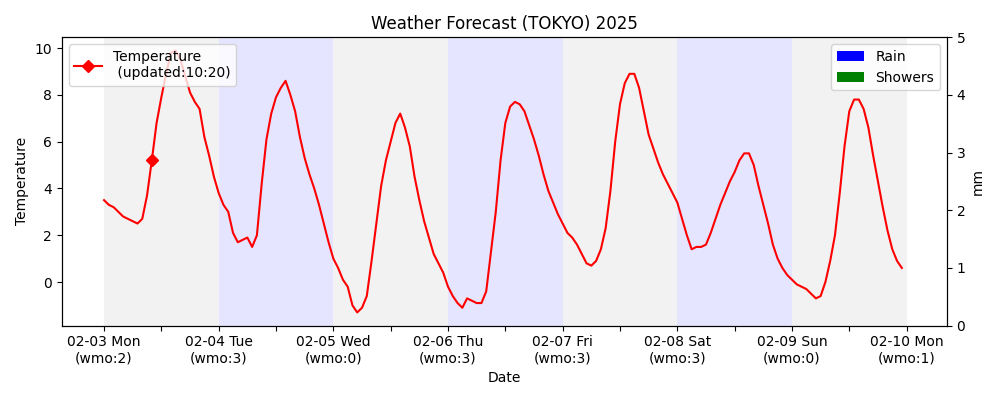 Weather Forecast (TOKYO) 2025
Temperature
(updated:10:20)
Rain
Showers
10
8
6
4
2
0
Temperature
5
4
3
2
1
0
mm
02-03 Mon
(wmo:2)
02-04 Tue
(wmo:3)
02-05 Wed
(wmo:0)
02-06 Thu
(wmo:3)
02-07 Fri
(wmo:3)
02-08 Sat
(wmo:3)
02-09 Sun
(wmo:0)
02-10 Mon
(wmo:1)
Date